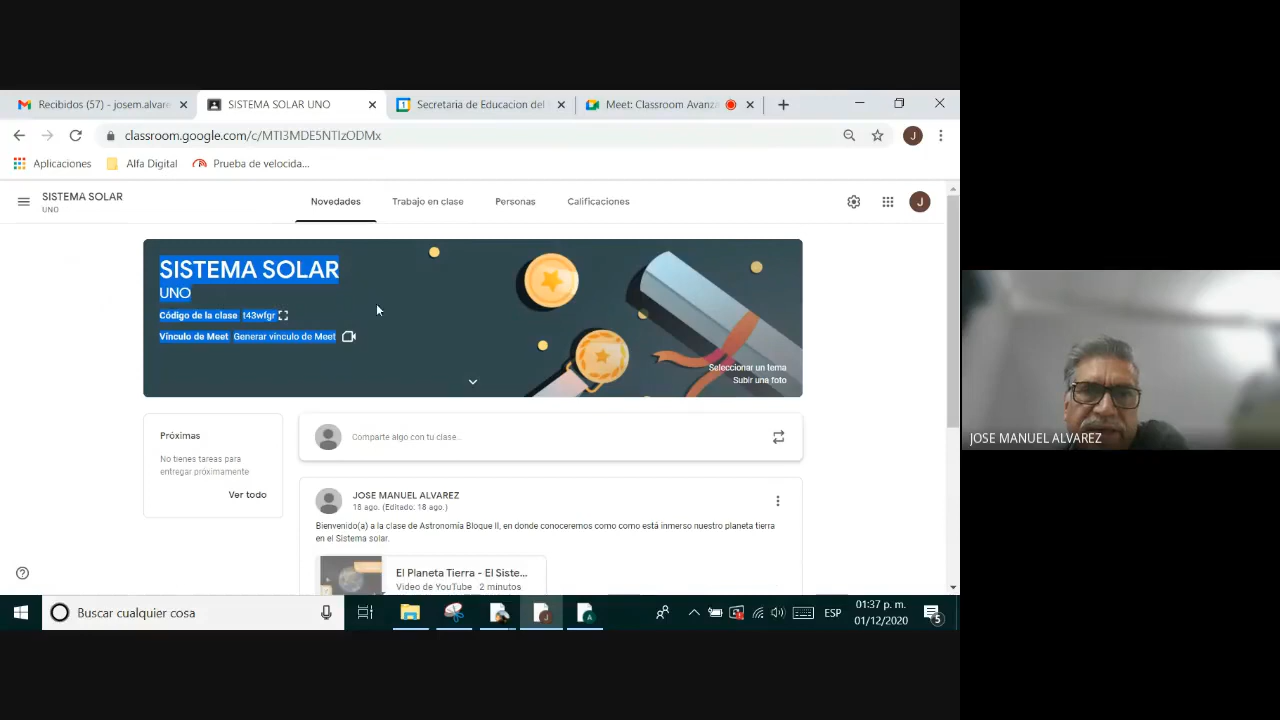 Recibidos (57) - josem.alvare
SISTEMA SOLAR UNO
Secretaria de Educacion del
Meet: Classroom Avanza
classroom.google.com/c/MTI3MDE5NTIzODMx
Aplicaciones
Alfa Digital
Prueba de velocida...
J
SISTEMA SOLAR
UNO
Novedades
Trabajo en clase
Personas
Calificaciones
J
SISTEMA SOLAR
UNO
Código de la clase t43wfgr
Vínculo de Meet Generar vínculo de Meet
Seleccionar un tema
Subir una foto
Próximas
No tienes tareas para
entregar próximamente
Ver todo
Comparte algo con tu clase...
JOSE MANUEL ALVAREZ
18 ago. (Editado: 18 ago.)
Bienvenido(a) a la clase de Astronomía Bloque II, en donde conoceremos como como está inmerso nuestro planeta tierra
en el Sistema solar.
El Planeta Tierra - El Siste...
Video de YouTube 2 minutos
JOSE MANUEL ALVAREZ
Buscar cualquier cosa
ESP
01:37 p. m.
01/12/2020
5